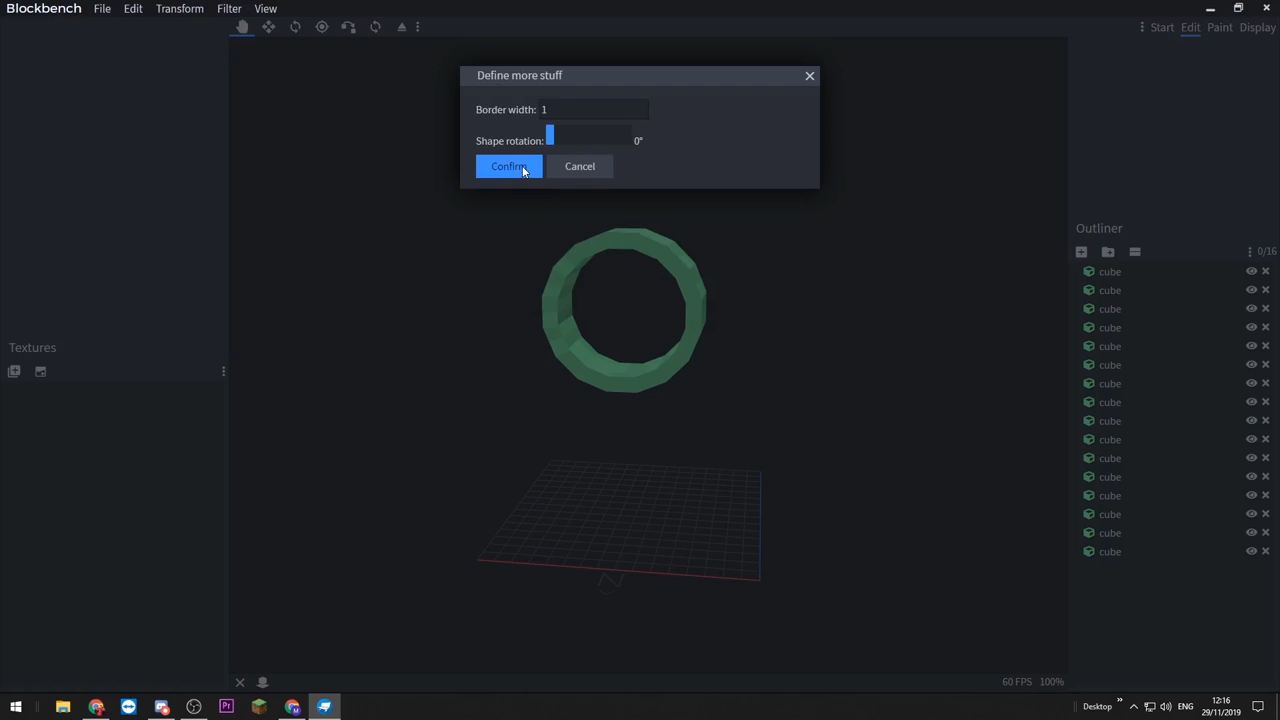 Blockbench File Edit Transform Filter View
Start Edit Paint Display
Define more stuff
Border width: 1
Shape rotation: 0°
Confirm Cancel
Outliner
0/16
cube
cube
cube
cube
cube
Textures
cube
cube
cube
cube
cube
cube
cube
cube
cube
cube
cube
60 FPS 100%
Desktop » ENG 12:16
29/11/2019